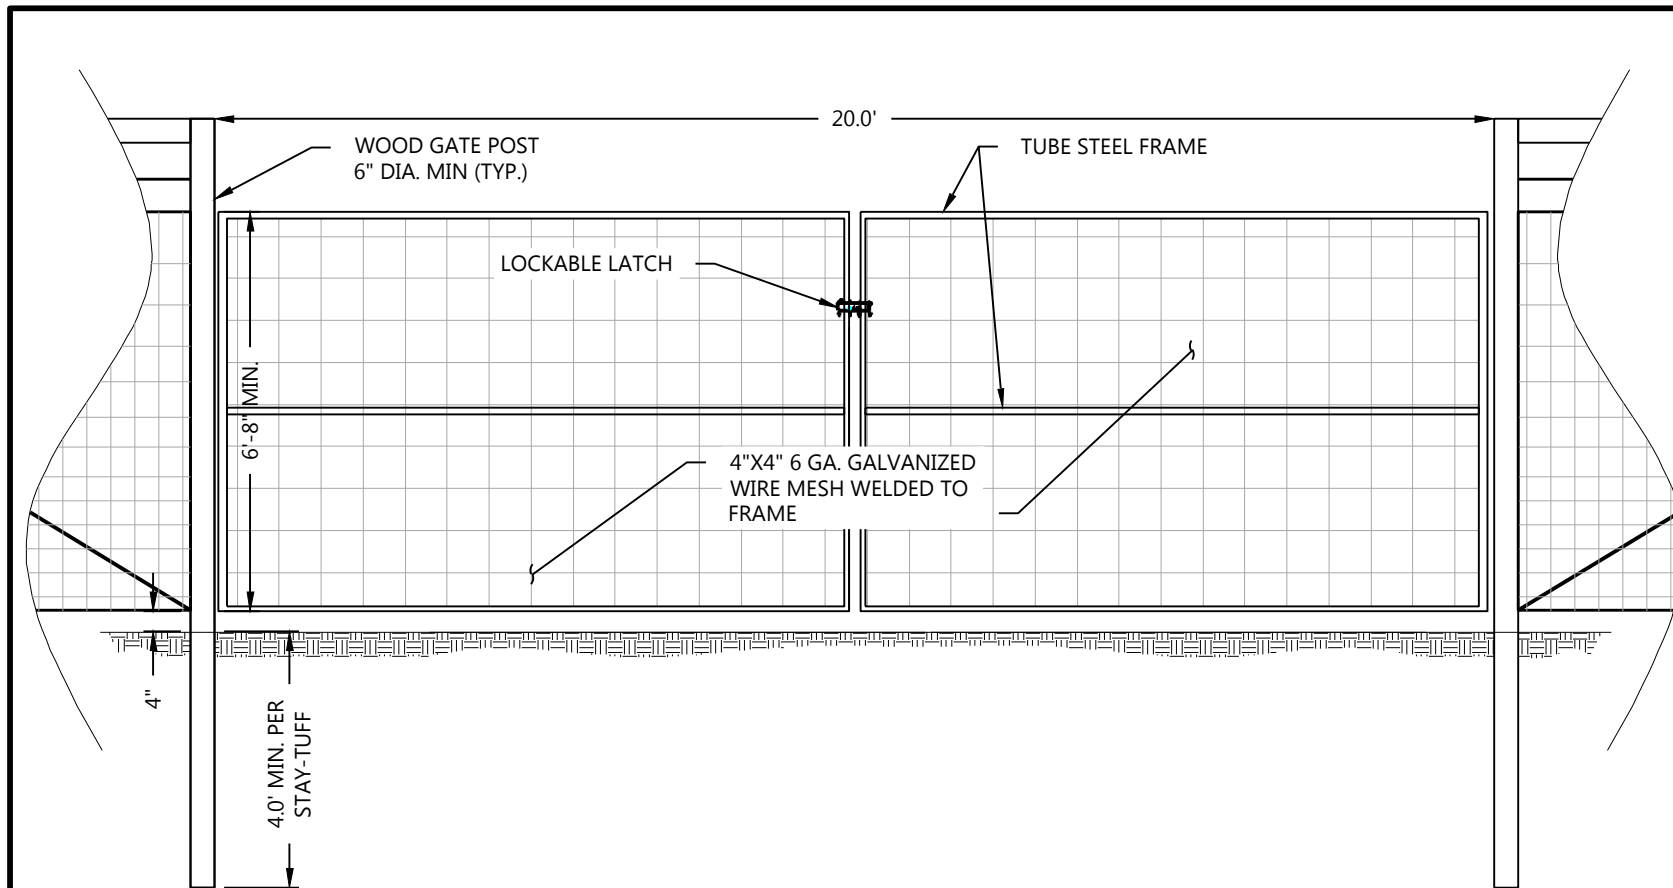 20.0'
WOOD GATE POST
6" DIA. MIN (TYP.)
TUBE STEEL FRAME
LOCKABLE LATCH
6'-8" MIN.
4"X4" 6 GA. GALVANIZED
WIRE MESH WELDED TO
FRAME
4"
4.0' MIN. PER
STAY-TUFF